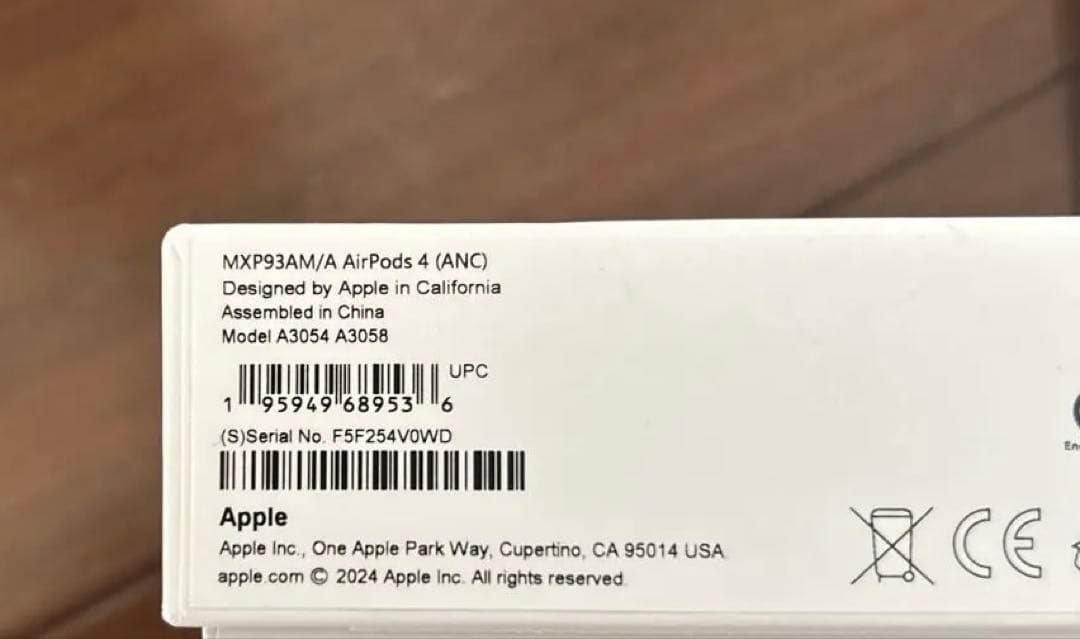 MXP93AM/A AirPods 4 (ANC)
Designed by Apple in California
Assembled in China
Model A3054 A3058
UPC
1 95949 68953 6
(S)Serial No. F5F254V0WD
Apple
Apple Inc., One Apple Park Way, Cupertino, CA 95014 USA
apple.com © 2024 Apple Inc. All rights reserved.
CE